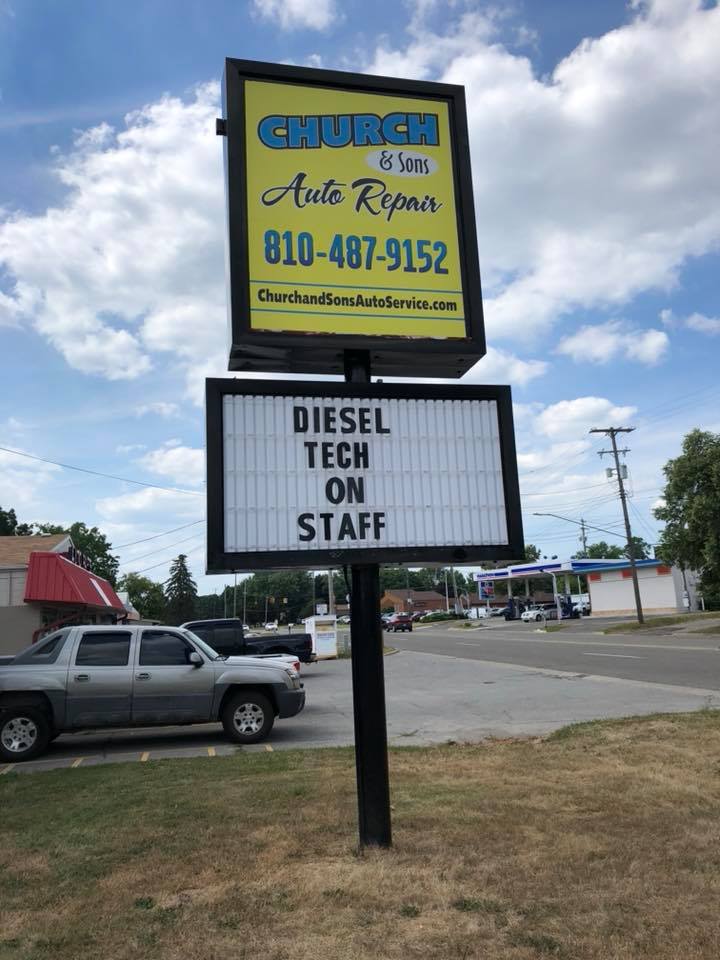 CHURCH
& Sons
Auto Repair
810-487-9152
ChurchandSonsAutoService.com
DIESEL
TECH
ON
STAFF